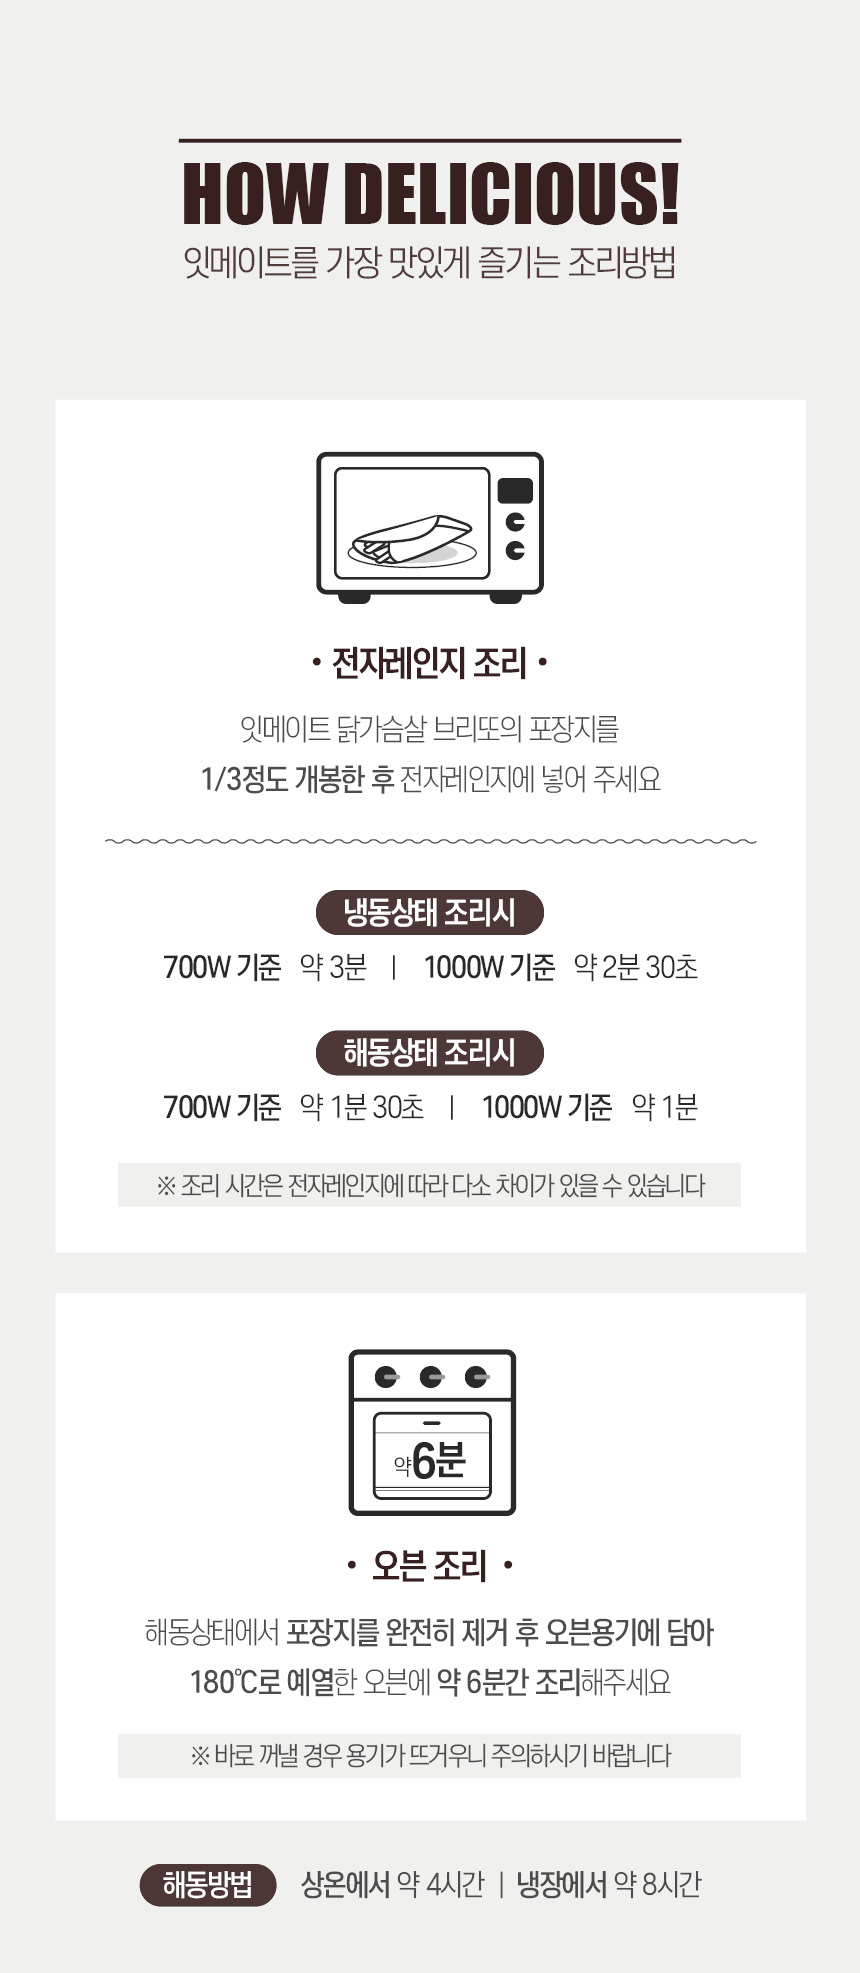 HOW DELICIOUS!
잇메이트를 가장 맛있게 즐기는 조리방법
• 전자레인지 조리 •
잇메이트 닭가슴살 브리또의 포장지를
1/3정도 개봉한 후 전자레인지에 넣어 주세요
냉동상태 조리시
700W 기준 약 3분 | 1000W 기준 약 2분 30초
해동상태 조리시
700W 기준 약 1분 30초 | 1000W 기준 약 1분
※ 조리 시간은 전자레인지에 따라 다소 차이가 있을 수 있습니다
약6분
• 오븐 조리 •
해동상태에서 포장지를 완전히 제거 후 오븐용기에 담아
180℃로 예열한 오븐에 약 6분간 조리해주세요
※ 바로 꺼낼 경우 용기가 뜨거우니 주의하시기 바랍니다
해동방법 상온에서 약 4시간 | 냉장에서 약 8시간